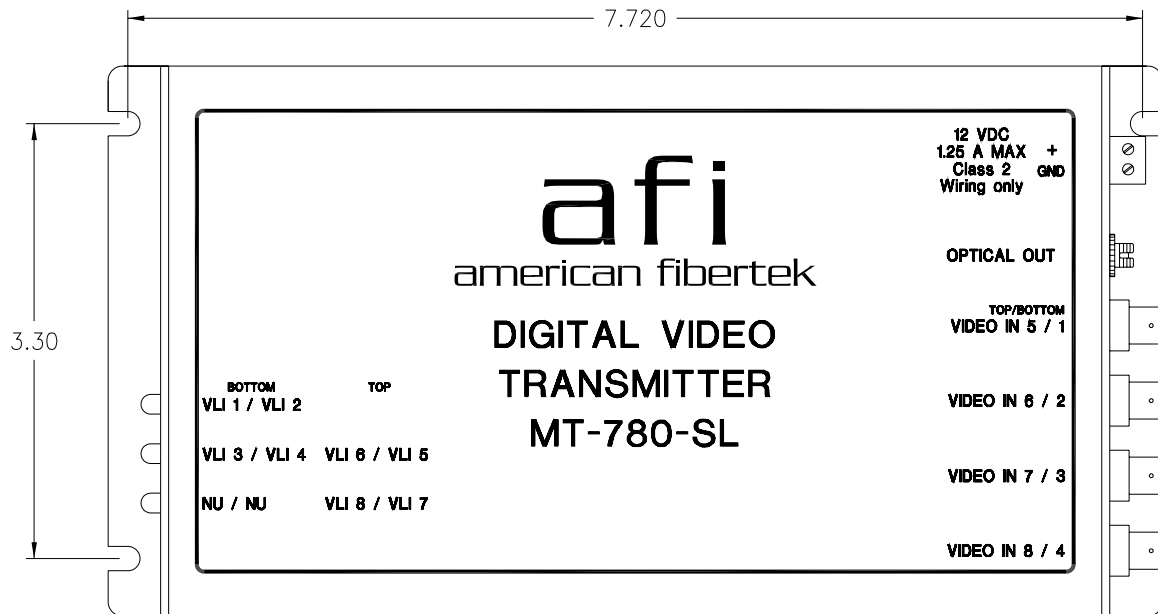 7.720
12 VDC
1.25 A MAX +
Class 2 GND
Wiring only
afi
american fibertek
OPTICAL OUT
DIGITAL VIDEO
TRANSMITTER
MT-780-SL
TOP/BOTTOM
VIDEO IN 5 / 1
3.30
BOTTOM TOP
VLI 1 / VLI 2
VIDEO IN 6 / 2
VLI 3 / VLI 4 VLI 6 / VLI 5
VIDEO IN 7 / 3
NU / NU VLI 8 / VLI 7
VIDEO IN 8 / 4